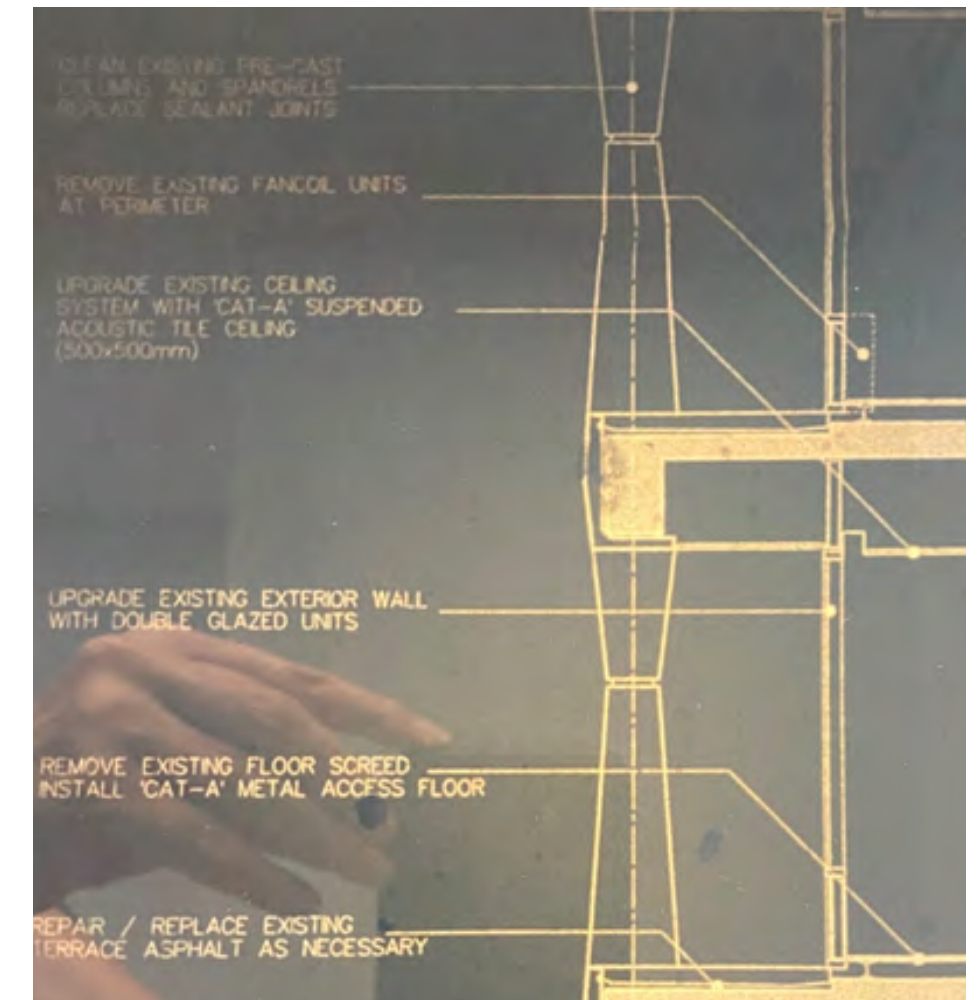 CLEAN EXISTING PRE-CAST
COLUMNS AND SPANDRELS
REPLACE SEALANT JOINTS
REMOVE EXISTING FANCOIL UNITS
AT PERIMETER
UPGRADE EXISTING CEILING
SYSTEM WITH 'CAT-A' SUSPENDED
ACOUSTIC TILE CEILING
(500x500mm)
UPGRADE EXISTING EXTERIOR WALL
WITH DOUBLE GLAZED UNITS
REMOVE EXISTING FLOOR SCREED
INSTALL 'CAT-A' METAL ACCESS FLOOR
REPAIR / REPLACE EXISTING
TERRACE ASPHALT AS NECESSARY